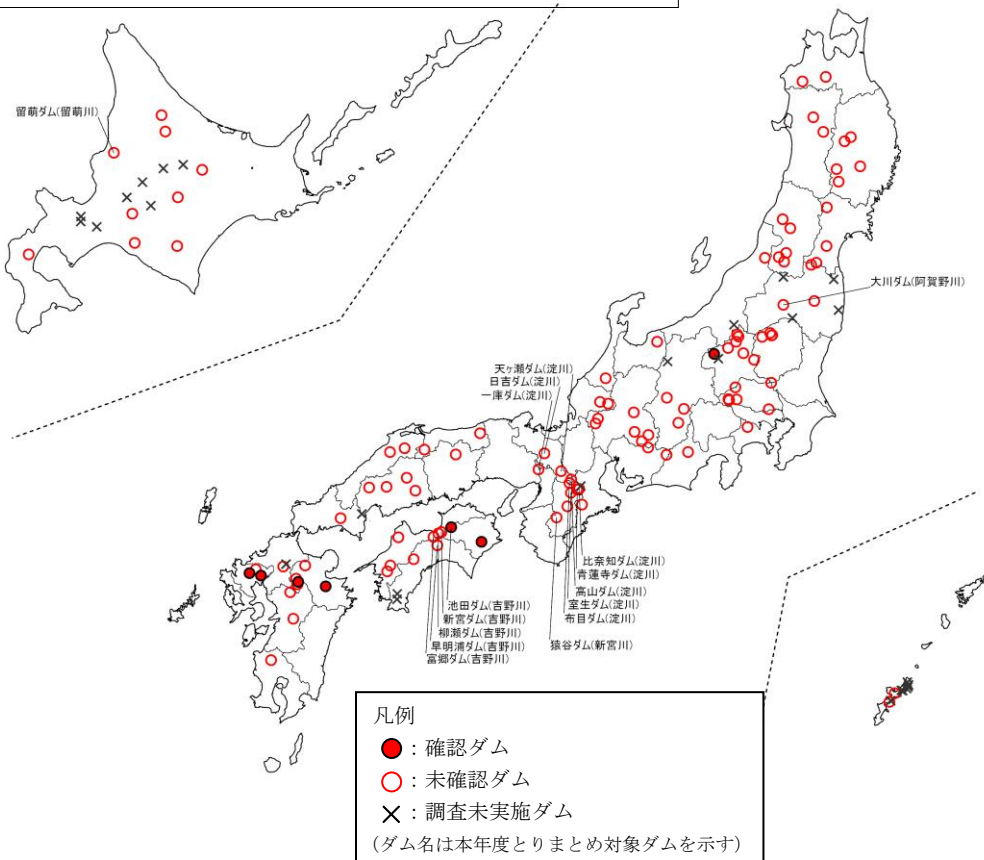 留萌ダム(留萌川)
大川ダム(阿賀野川)
天ヶ瀬ダム(淀川)
日吉ダム(淀川)
一庫ダム(淀川)
比奈知ダム(淀川)
青蓮寺ダム(淀川)
高山ダム(淀川)
室生ダム(淀川)
布目ダム(淀川)
猿谷ダム(新宮川)
池田ダム(吉野川)
新宮ダム(吉野川)
柳瀬ダム(吉野川)
早明浦ダム(吉野川)
富郷ダム(吉野川)
凡例
：確認ダム
：未確認ダム
：調査未実施ダム
(ダム名は本年度とりまとめ対象ダムを示す)